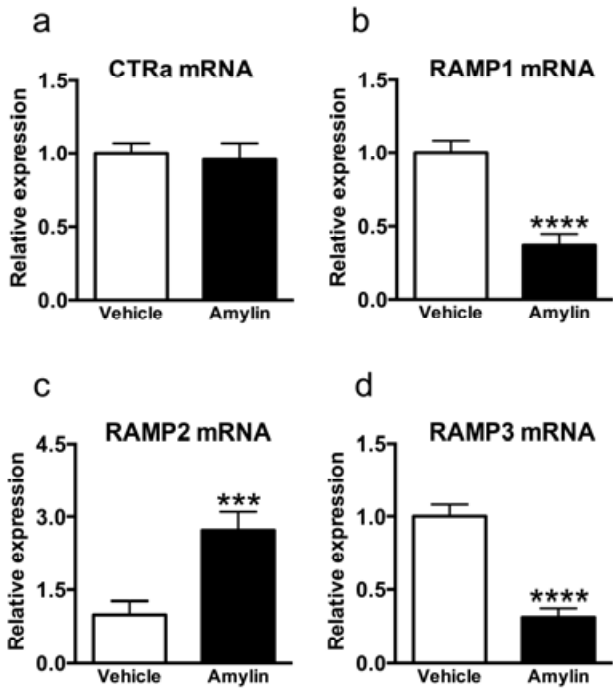 a
CTRa mRNA
Relative expression
1.5
1.0
0.5
0.0
Vehicle Amylin
b
RAMP1 mRNA
Relative expression
1.5
1.0
0.5
0.0
****
Vehicle Amylin
c
RAMP2 mRNA
Relative expression
4.5
3.0
1.5
0.0
***
Vehicle Amylin
d
RAMP3 mRNA
Relative expression
1.5
1.0
0.5
0.0
****
Vehicle Amylin